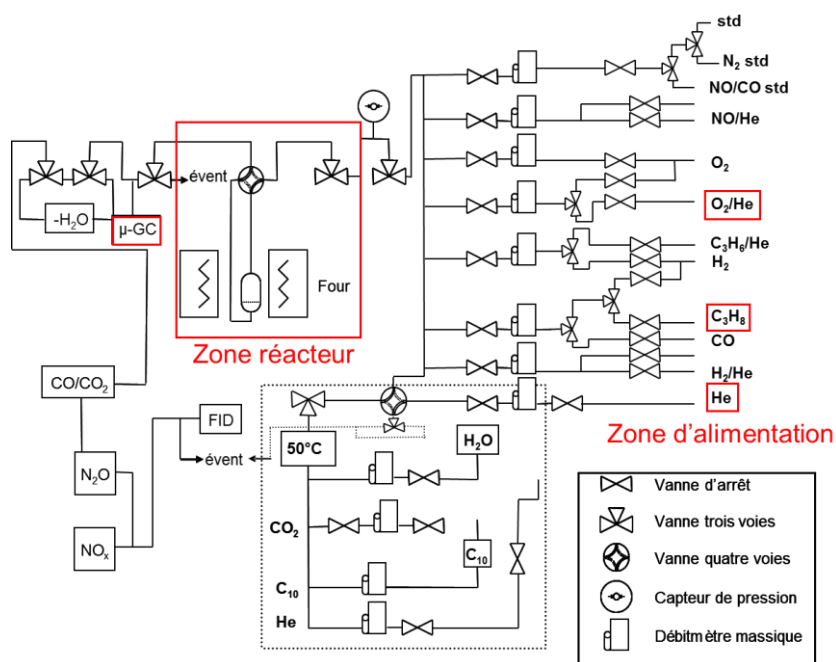 std
N₂ std
NO/CO std
NO/He
O₂
O₂/He
C₃H₆/He
H₂
C₃H₈
CO
H₂/He
He
Zone d'alimentation
évent
-H₂O
µ-GC
Four
Zone réacteur
CO/CO₂
FID
évent
N₂O
NOₓ
50°C
H₂O
CO₂
C₁₀
C₁₀
He
Vanne d'arrêt
Vanne trois voies
Vanne quatre voies
Capteur de pression
Débitmètre massique